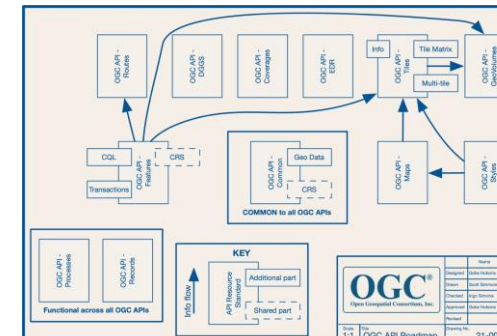 OGC API -
Routes
OGC API -
DGGS
OGC API -
Coverages
OGC API -
EDR
Info
OGC API -
Tiles
Tile Matrix
Multi-tile
OGC API -
GeoVolumes
CQL
OGC API -
Features
CRS
Transactions
OGC API -
Common
Geo Data
CRS
COMMON to all OGC APIs
OGC API -
Maps
OGC API -
Styles
OGC API -
Processes
OGC API -
Records
Functional across all OGC APIs
KEY
Info flow
API Resource
Standard
Additional part
Shared part
OGC®
Open Geospatial Consortium, Inc.
Name
Designed
Drawn
Checked
Approved
Revised
Scale
1:1
Title
OGC API Roadmap
Drawing No.